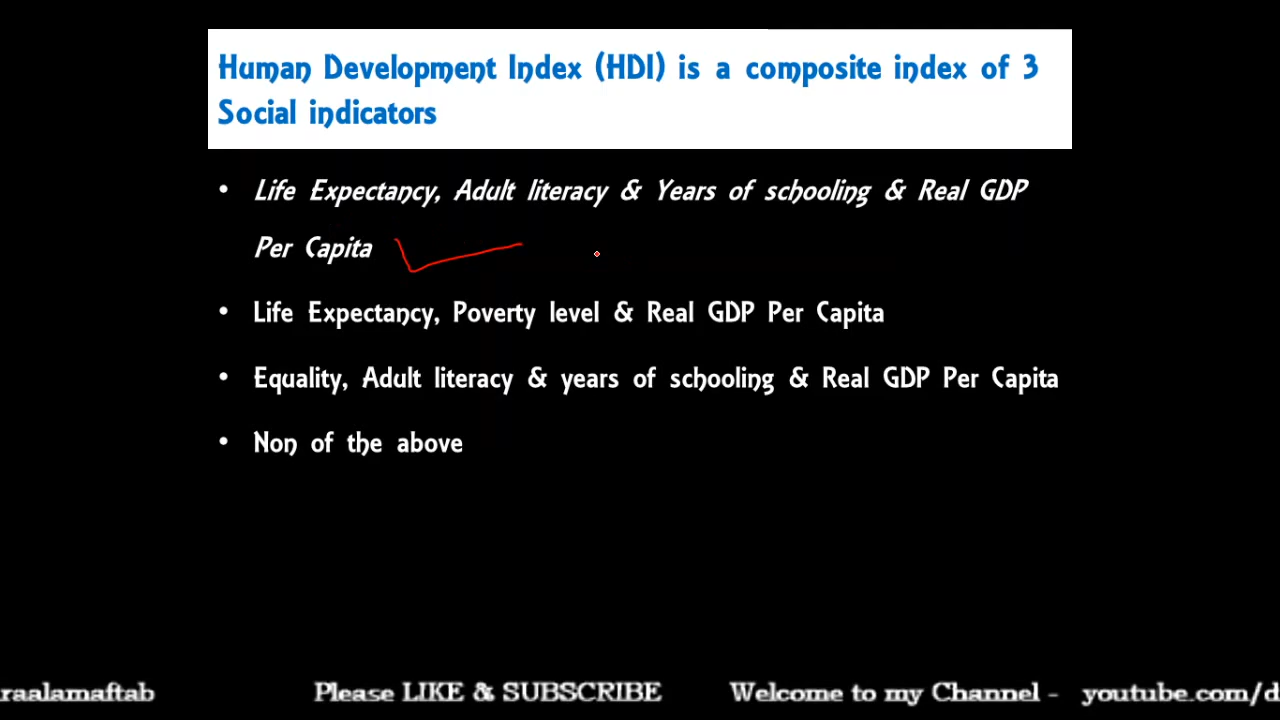 Human Development Index (HDI) is a composite index of 3
Social indicators
• Life Expectancy, Adult literacy & Years of schooling & Real GDP
Per Capita
• Life Expectancy, Poverty level & Real GDP Per Capita
• Equality, Adult literacy & years of schooling & Real GDP Per Capita
• Non of the above
raalamaftab Please LIKE & SUBSCRIBE Welcome to my Channel - youtube.com/d